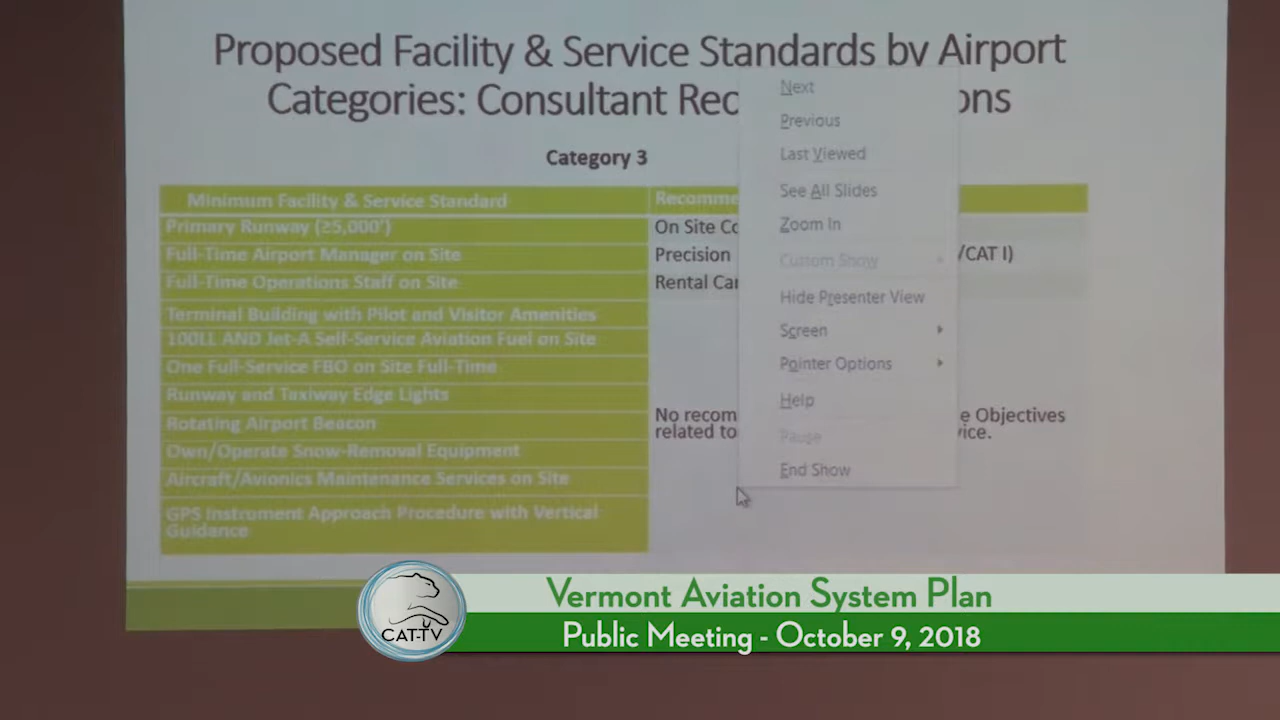 Proposed Facility & Service Standards by Airport
Categories: Consultant Rec
ons
Category 3
Minimum Facility & Service Standard
Recomme
Primary Runway (≥5,000')
On Site Co
Full-Time Airport Manager on Site
Precision
/CAT I)
Full-Time Operations Staff on Site
Rental Car
Terminal Building with Pilot and Visitor Amenities
100LL AND Jet-A Self-Service Aviation Fuel on Site
One Full-Service FBO on Site Full-Time
Runway and Taxiway Edge Lights
Rotating Airport Beacon
Own/Operate Snow-Removal Equipment
Aircraft/Avionics Maintenance Services on Site
GPS Instrument Approach Procedure with Vertical
Guidance
No recom
e Objectives
related to
vice.
Next
Previous
Last Viewed
See All Slides
Zoom In
Custom Show
Hide Presenter View
Screen
Pointer Options
Help
Pause
End Show
CAT-TV
Vermont Aviation System Plan
Public Meeting - October 9, 2018